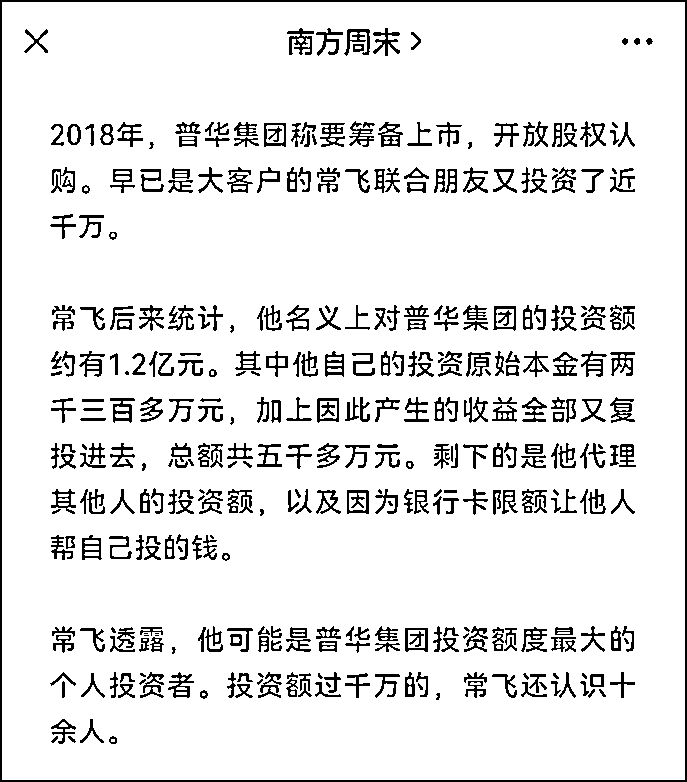 南方周末
2018年，普华集团称要筹备上市，开放股权认
购。早已是大客户的常飞联合朋友又投资了近
千万。
常飞后来统计，他名义上对普华集团的投资额
约有1.2亿元。其中他自己的投资原始本金有两
千三百多万元，加上因此产生的收益全部又复
投进去，总额共五千多万元。剩下的是他代理
其他人的投资额，以及因为银行卡限额让他人
帮自己投的钱。
常飞透露，他可能是普华集团投资额度最大的
个人投资者。投资额过千万的，常飞还认识十
余人。